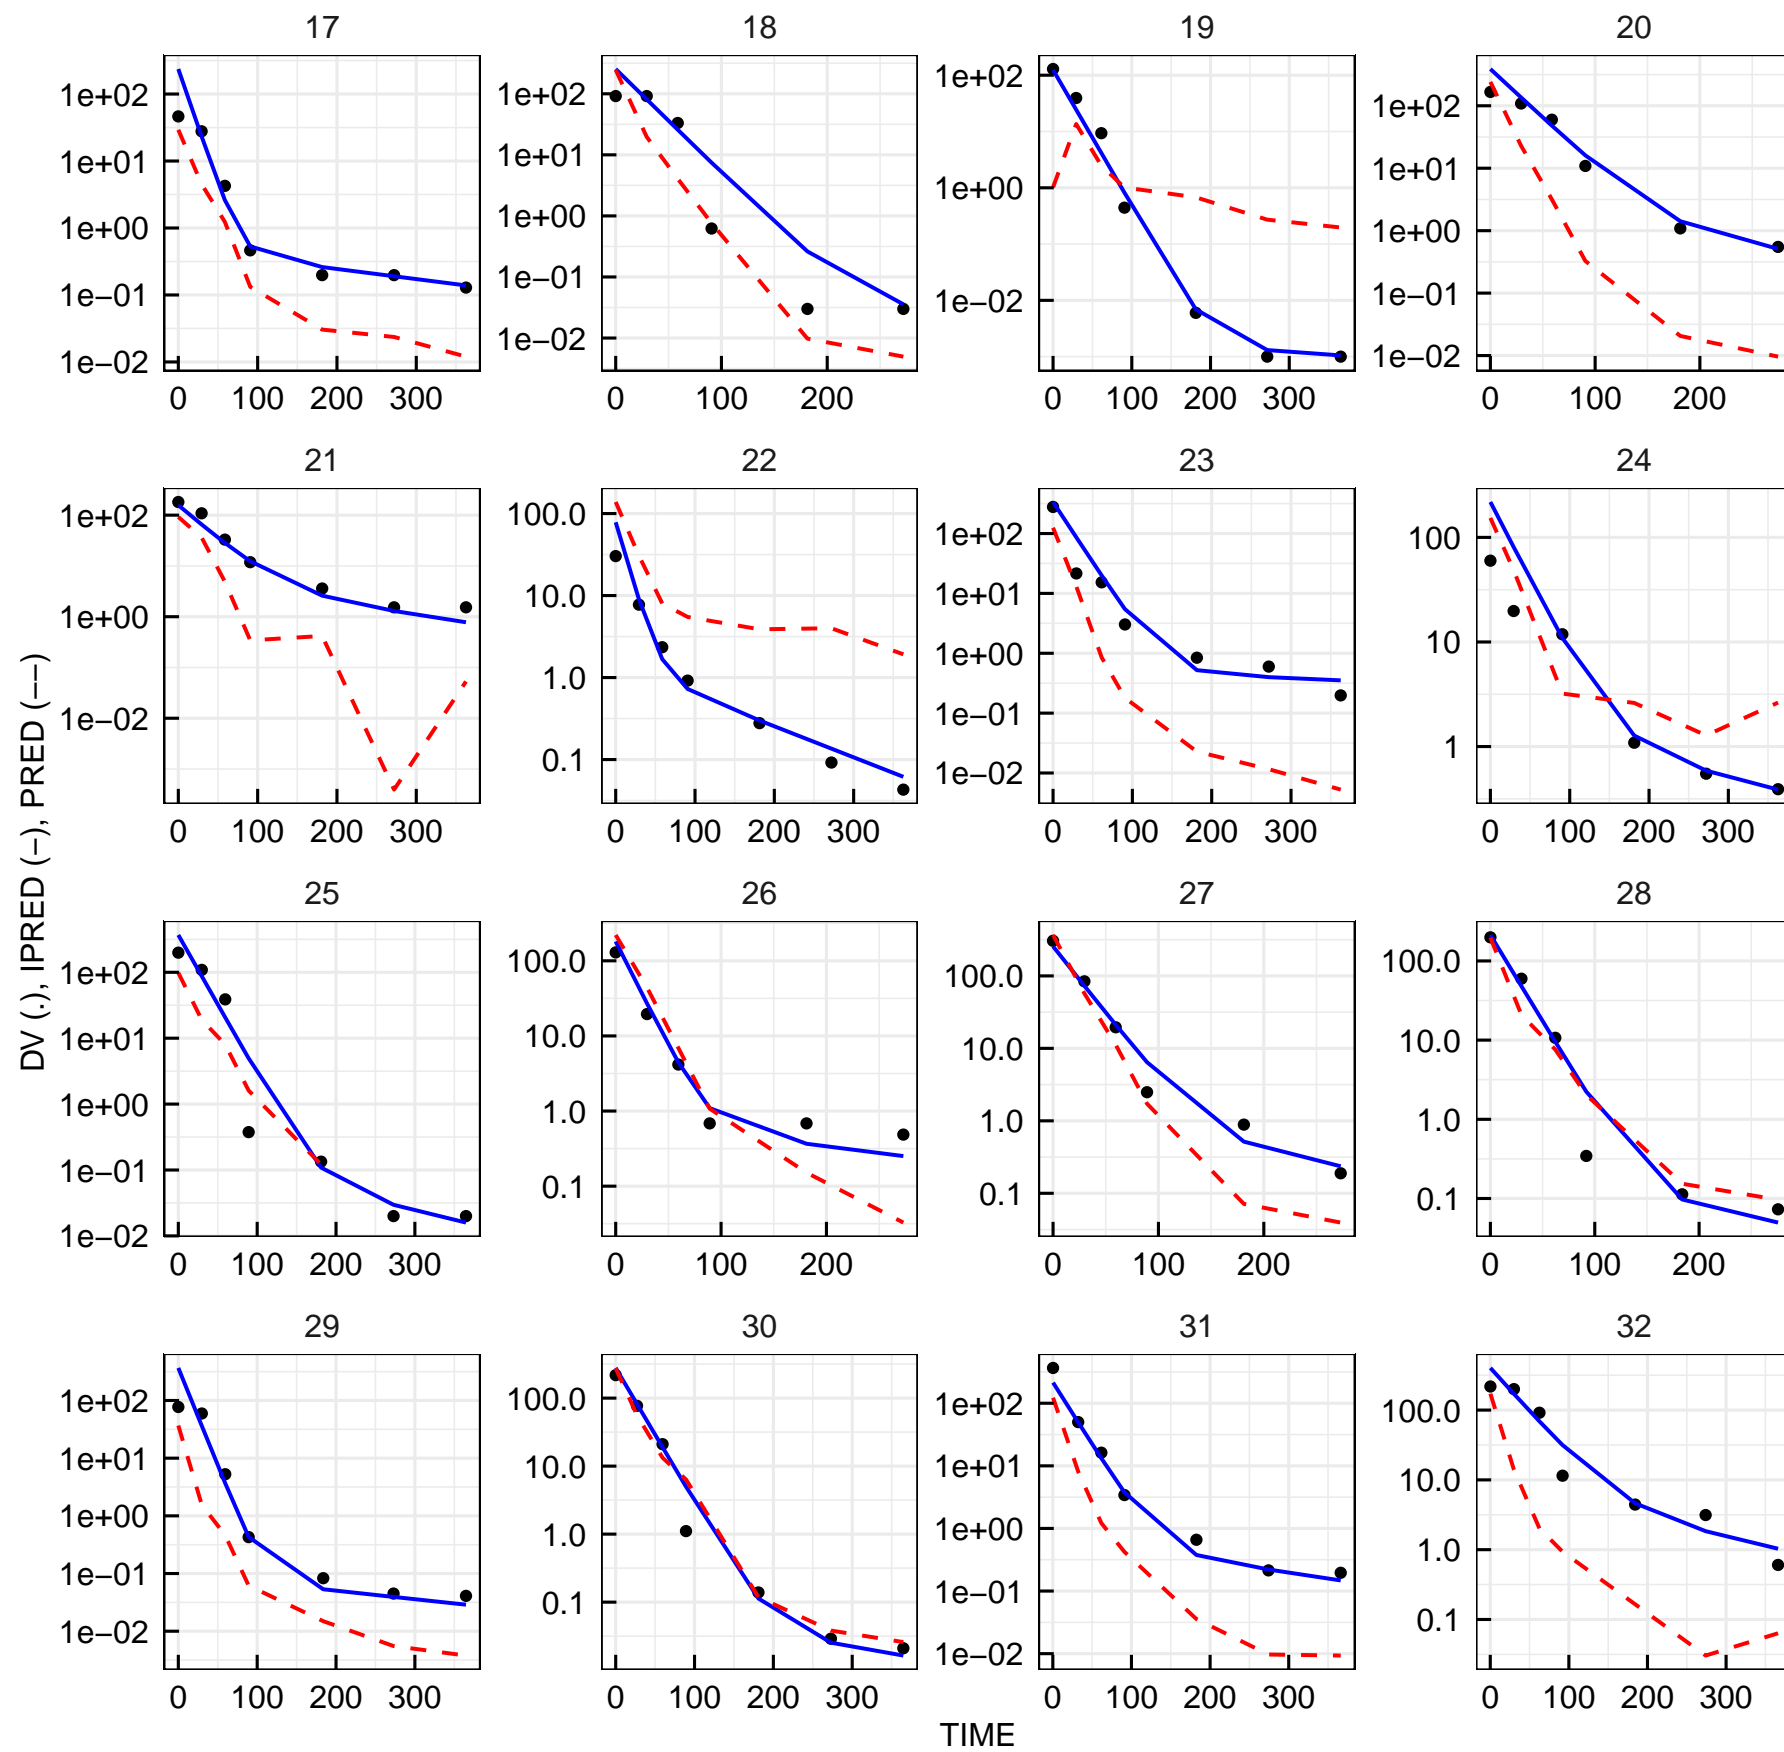 17 18 19 20
1e+02 1e+01 1e+00 1e−01 1e−02
1e+02 1e+01 1e+00 1e−01 1e−02
1e+02 1e+00 1e−02
1e+02 1e+01 1e+00 1e−01 1e−02
0 100 200 300 0 100 200 0 100 200 300 0 100 200
21 22 23 24
1e+02 1e+00 1e−02
100.0 10.0 1.0 0.1
1e+02 1e+01 1e+00 1e−01 1e−02
100 10 1
0 100 200 300 0 100 200 300 0 100 200 300 0 100 200 300
DV (.), IPRED (−), PRED (−−)
25 26 27 28
1e+02 1e+01 1e+00 1e−01 1e−02
100.0 10.0 1.0 0.1
100.0 10.0 1.0 0.1
100.0 10.0 1.0 0.1
0 100 200 300 0 100 200 0 100 200 0 100 200
29 30 31 32
1e+02 1e+01 1e+00 1e−01 1e−02
100.0 10.0 1.0 0.1
1e+02 1e+01 1e+00 1e−01 1e−02
100.0 10.0 1.0 0.1
0 100 200 300 0 100 200 300 0 100 200 300 0 100 200 300
TIME